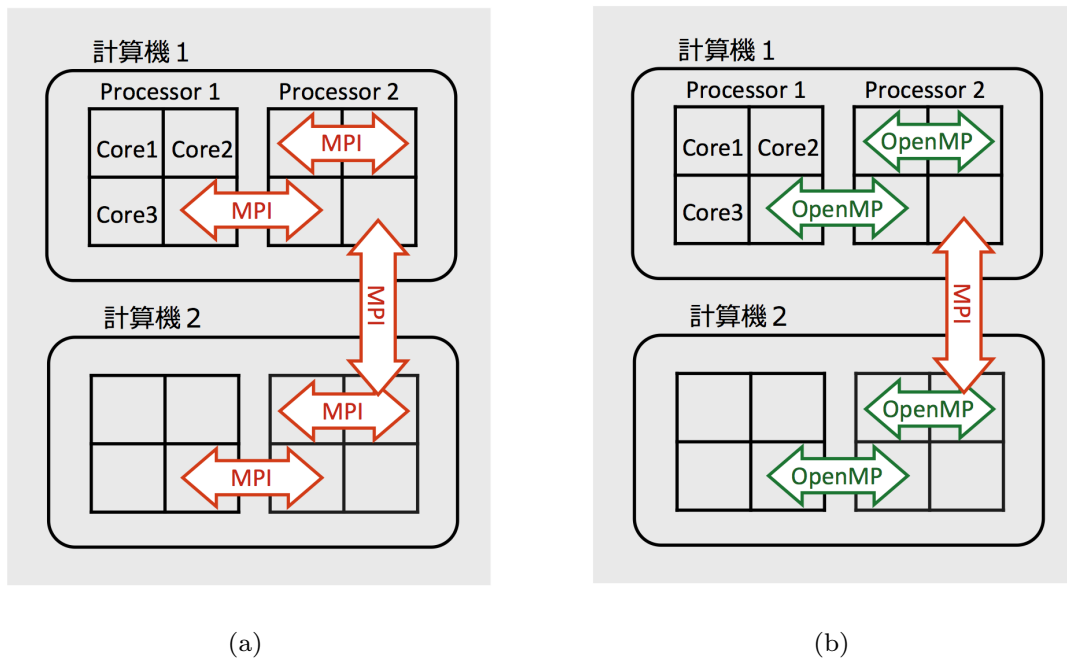 計算機1
Processor 1 Processor 2
Core1 Core2 MPI
Core3 MPI
MPI
計算機2
MPI
MPI
(a)
計算機1
Processor 1 Processor 2
Core1 Core2 OpenMP
Core3 OpenMP
MPI
計算機2
OpenMP
OpenMP
(b)